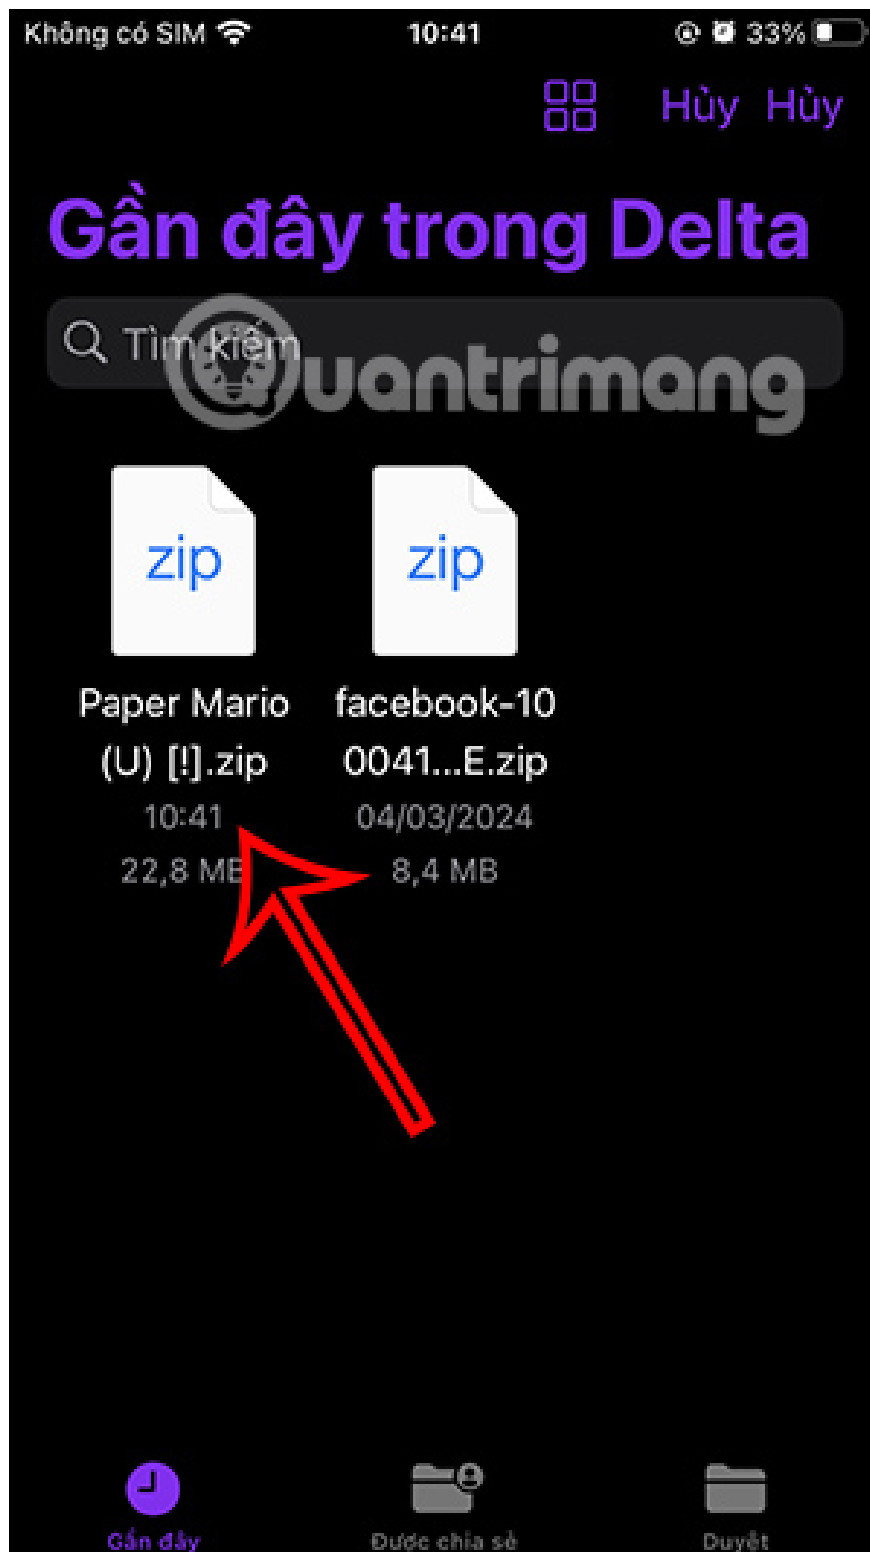 Không có SIM 10:41 33%
Hủy Hủy
Gần đây trong Delta
Tìm kiếm
Quantrimang
zip zip
Paper Mario facebook-10
(U) [!].zip 0041...E.zip
10:41 04/03/2024
22,8 MB 8,4 MB
Gần đây Được chia sẻ Duyệt